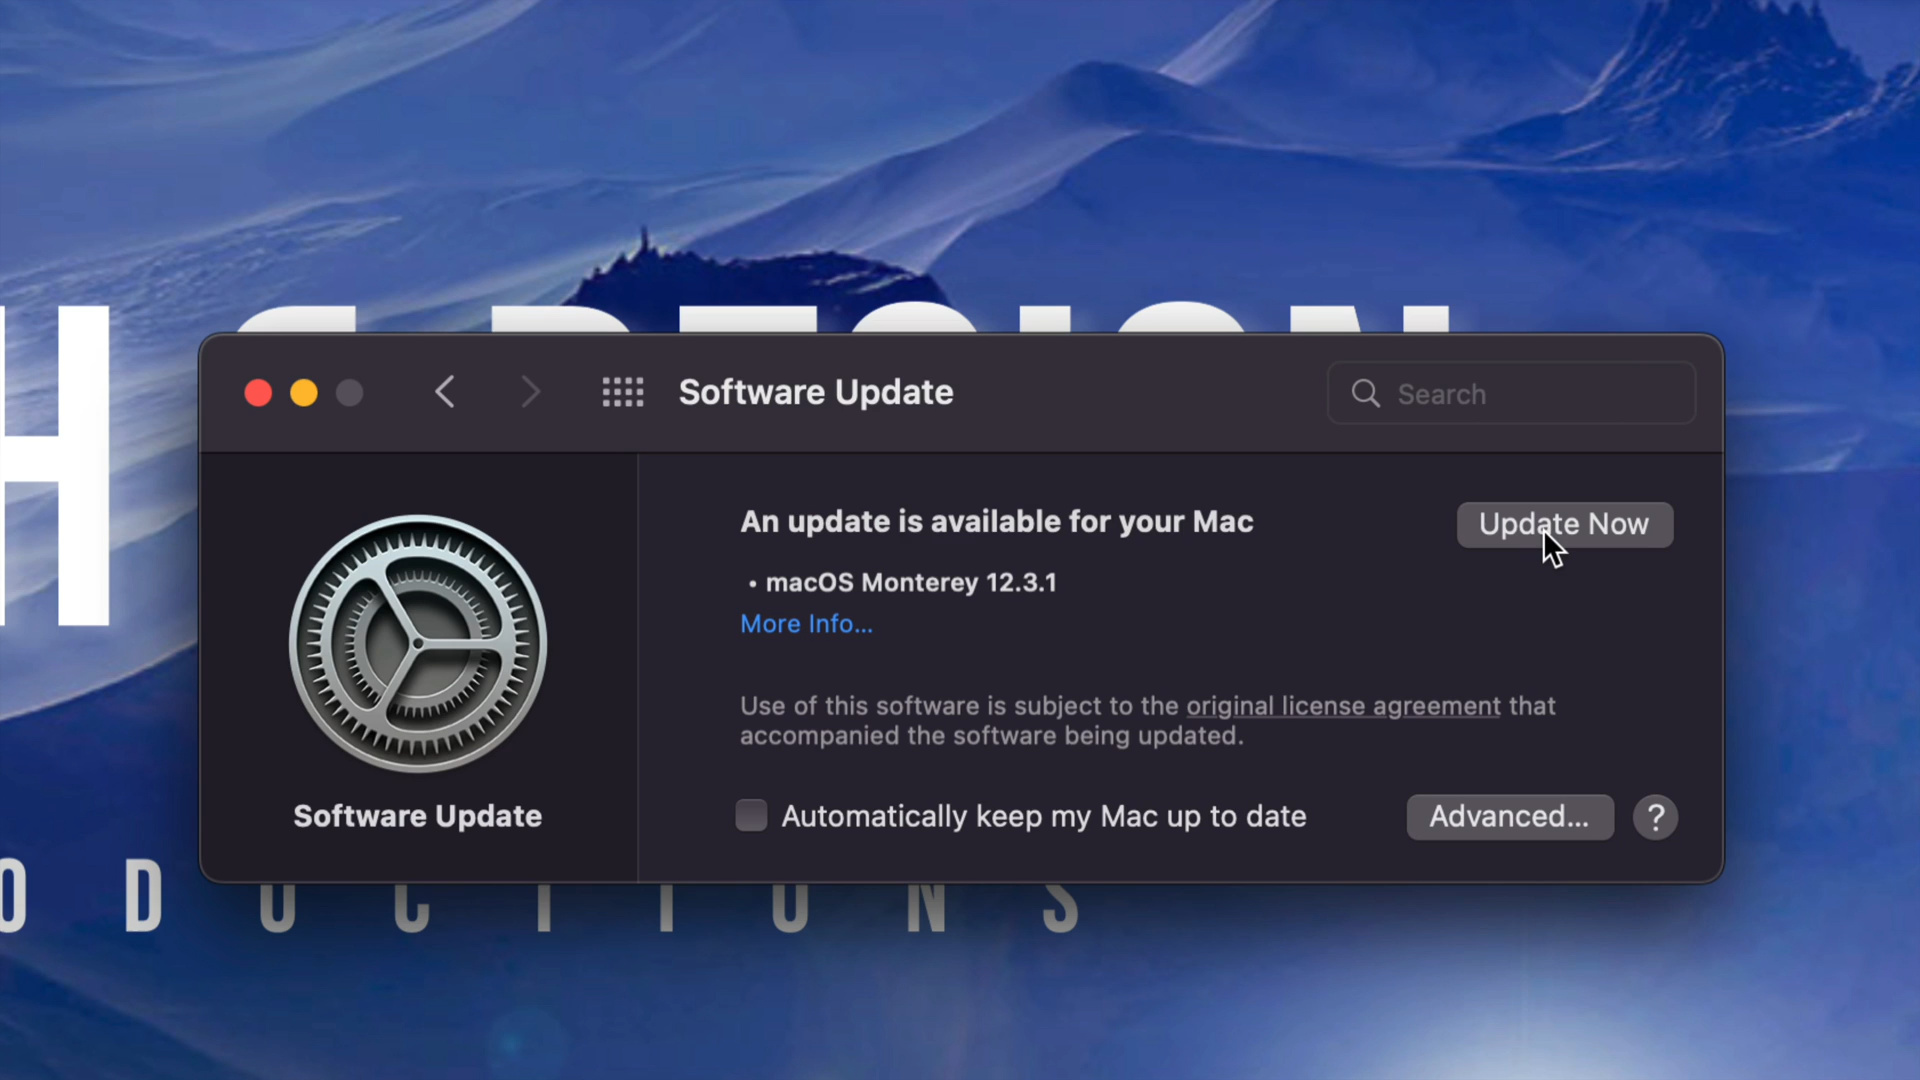 H & DESIGN
Software Update
Search
An update is available for your Mac
Update Now
• macOS Monterey 12.3.1
More Info...
Use of this software is subject to the original license agreement that
accompanied the software being updated.
Software Update
Automatically keep my Mac up to date
Advanced...
?
O D U C T I O N S